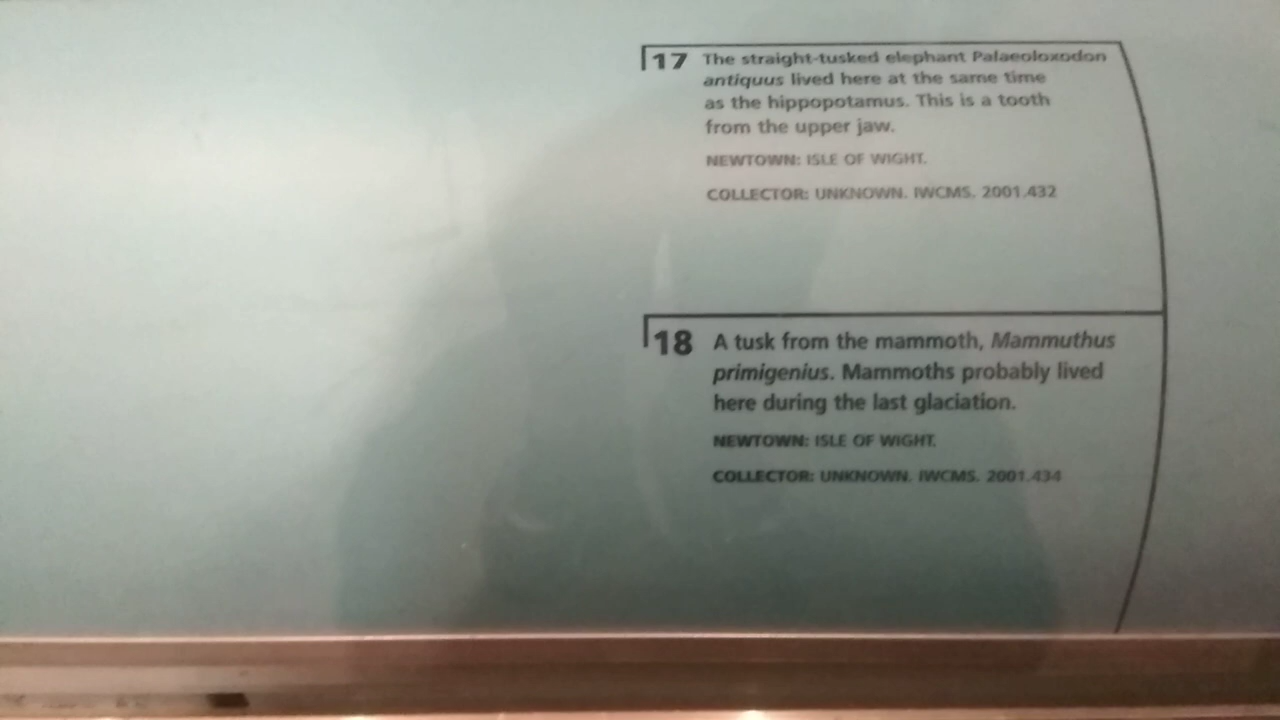 17 The straight-tusked elephant Palaeoloxodon
antiquus lived here at the same time
as the hippopotamus. This is a tooth
from the upper jaw.
NEWTOWN: ISLE OF WIGHT.
COLLECTOR: UNKNOWN. IWCMS. 2001.432
18 A tusk from the mammoth, Mammuthus
primigenius. Mammoths probably lived
here during the last glaciation.
NEWTOWN: ISLE OF WIGHT.
COLLECTOR: UNKNOWN. IWCMS. 2001.434